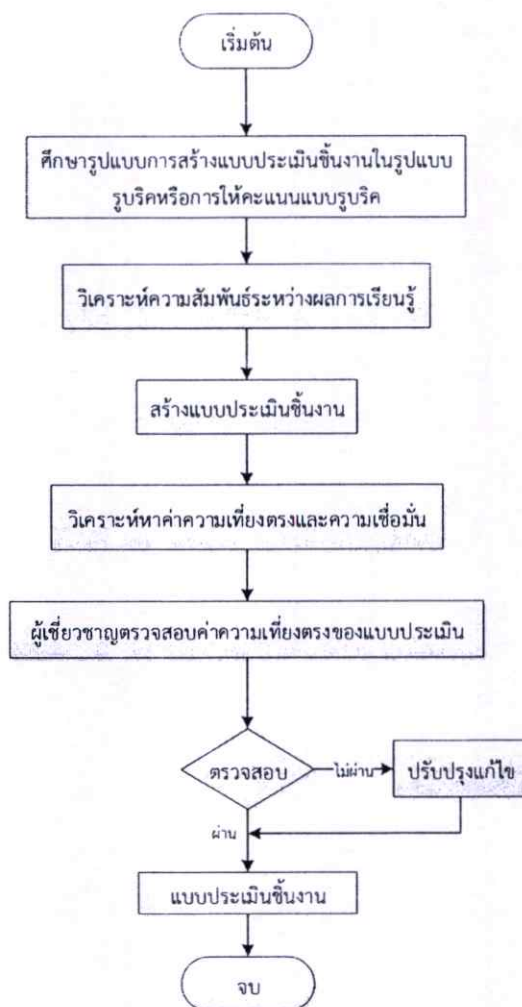 เริ่มต้น
ศึกษารูปแบบการสร้างแบบประเมินชิ้นงานในรูปแบบ
รูบริคหรือการให้คะแนนแบบรูบริค
วิเคราะห์ความสัมพันธ์ระหว่างผลการเรียนรู้
สร้างแบบประเมินชิ้นงาน
วิเคราะห์หาค่าความเที่ยงตรงและความเชื่อมั่น
ผู้เชี่ยวชาญตรวจสอบค่าความเที่ยงตรงของแบบประเมิน
ตรวจสอบ
ไม่ผ่าน
ปรับปรุงแก้ไข
ผ่าน
แบบประเมินชิ้นงาน
จบ